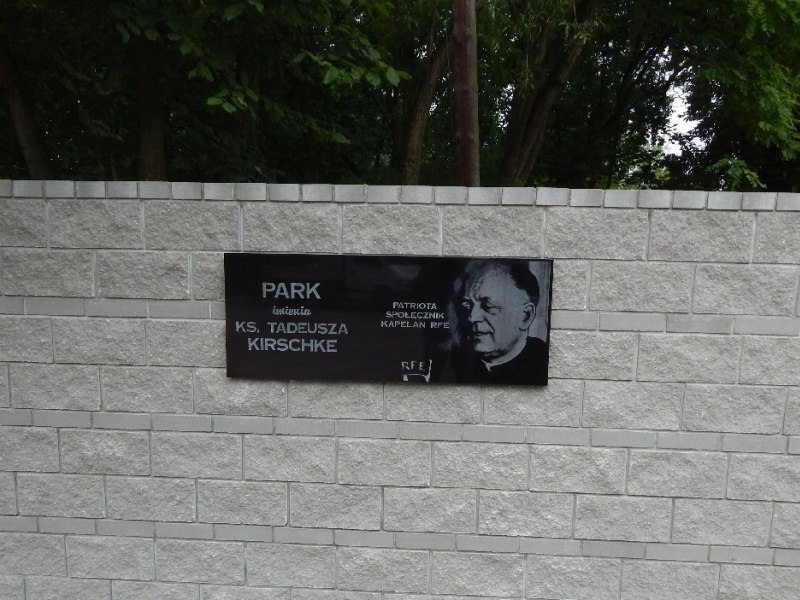 PARK
imienia
KS. TADEUSZA
KIRSCHKE
PATRIOTA
SPOŁECZNIK
KAPELAN RFE
RFE